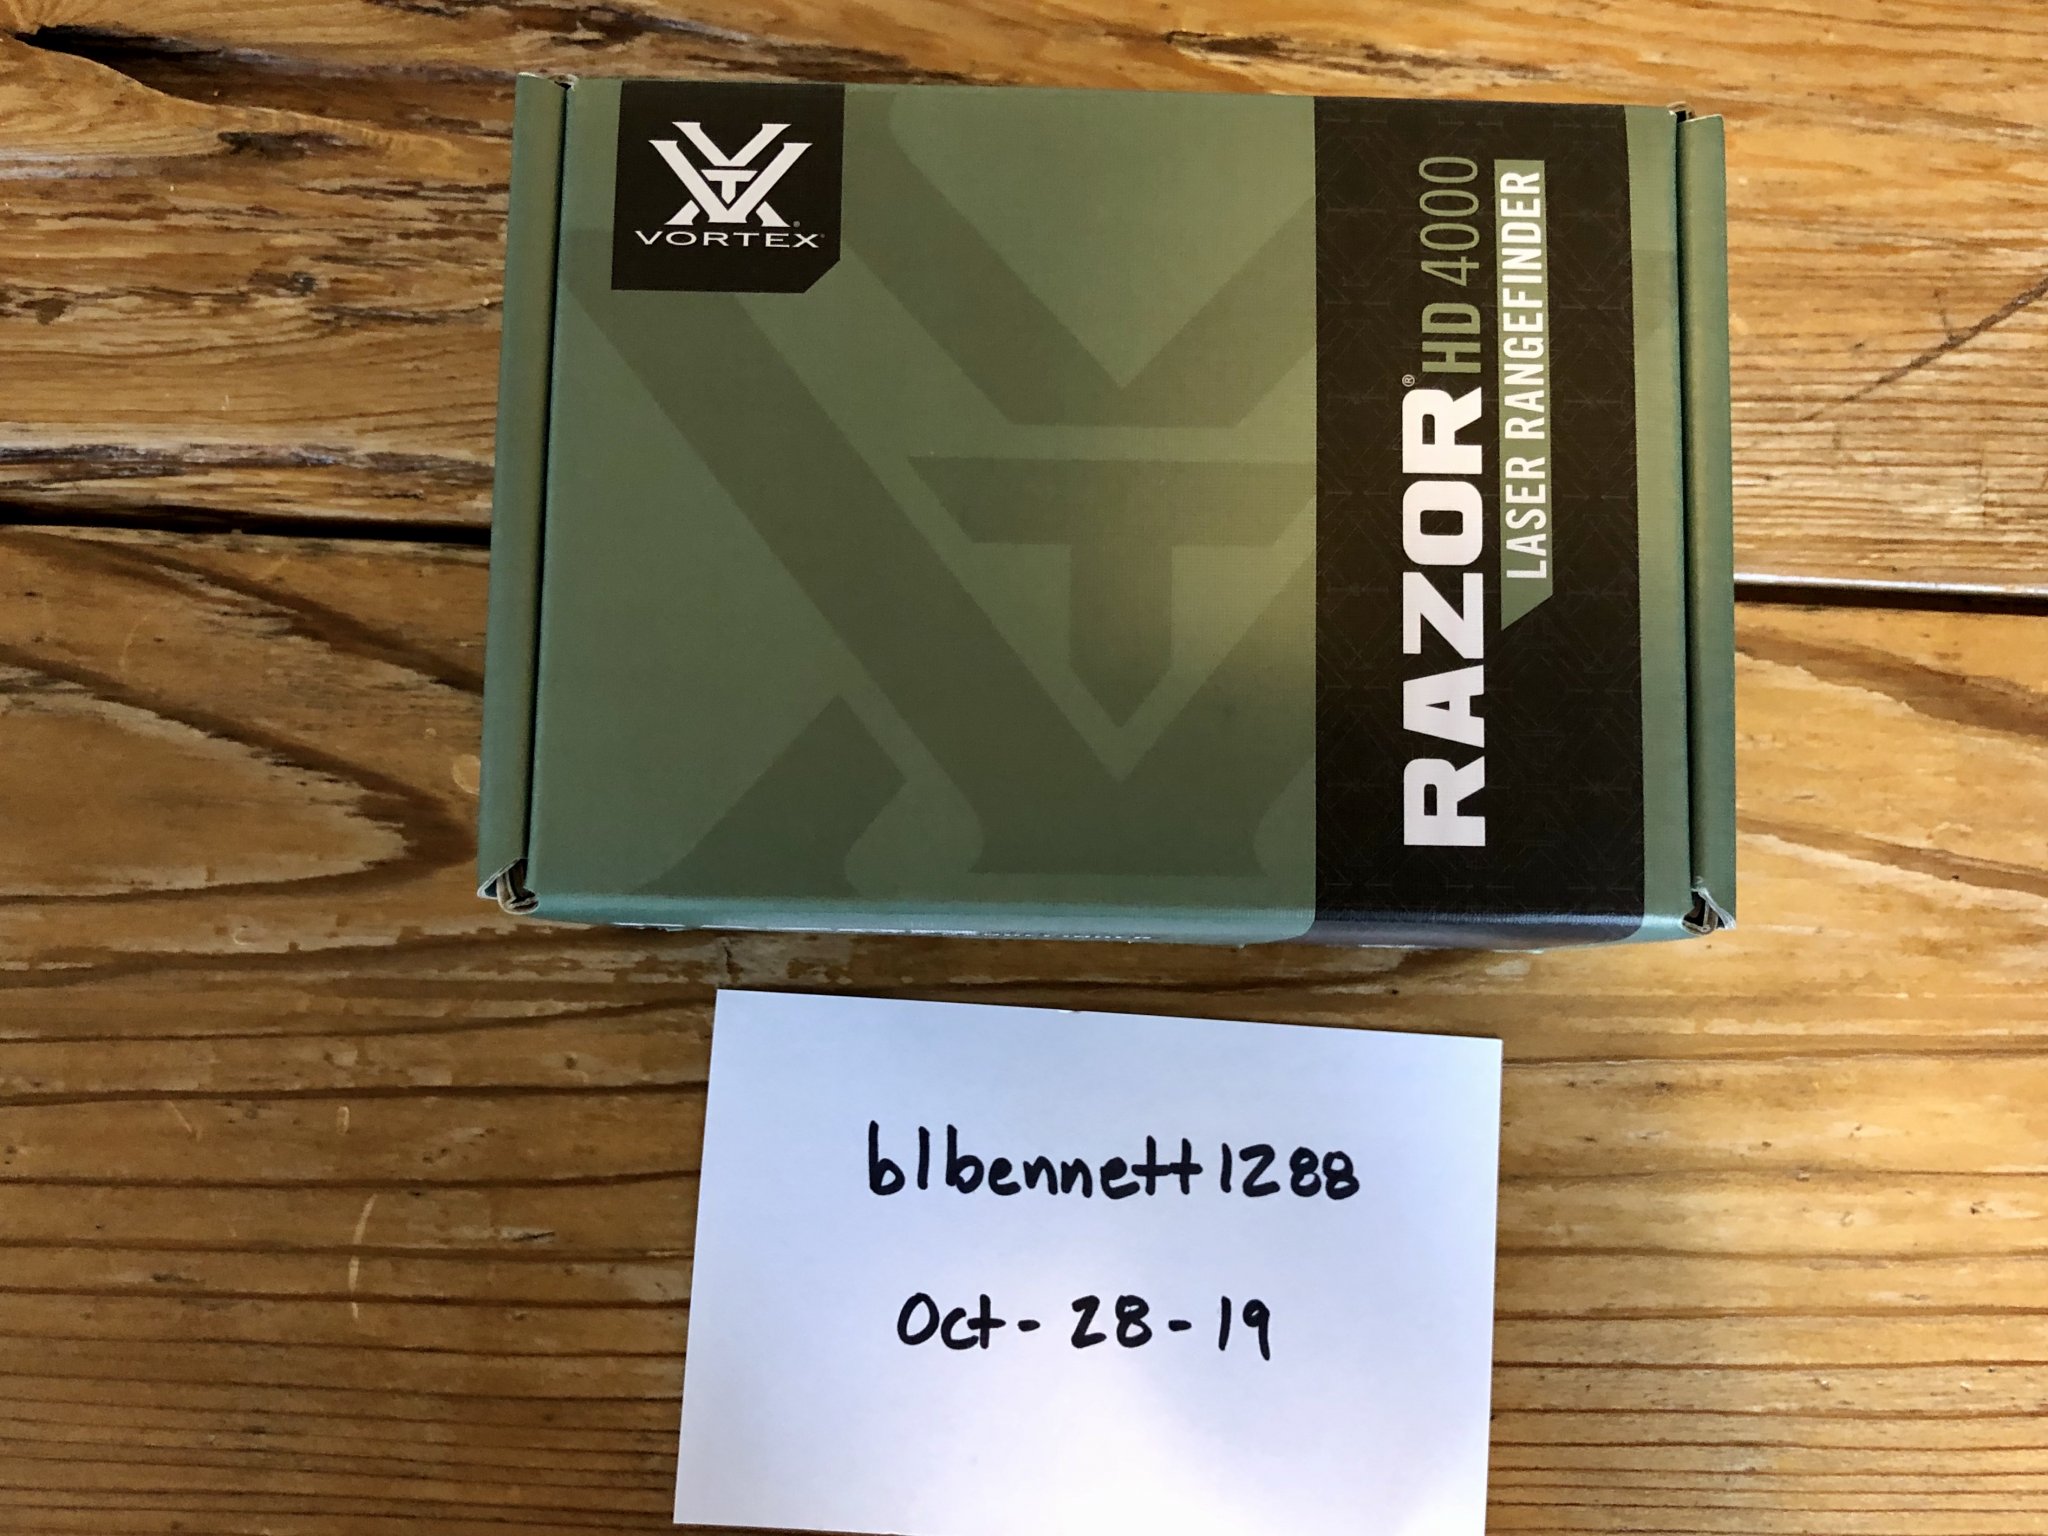 VORTEX®
RAZOR® HD 4000
LASER RANGEFINDER
blbennett1288
Oct - 28 - 19